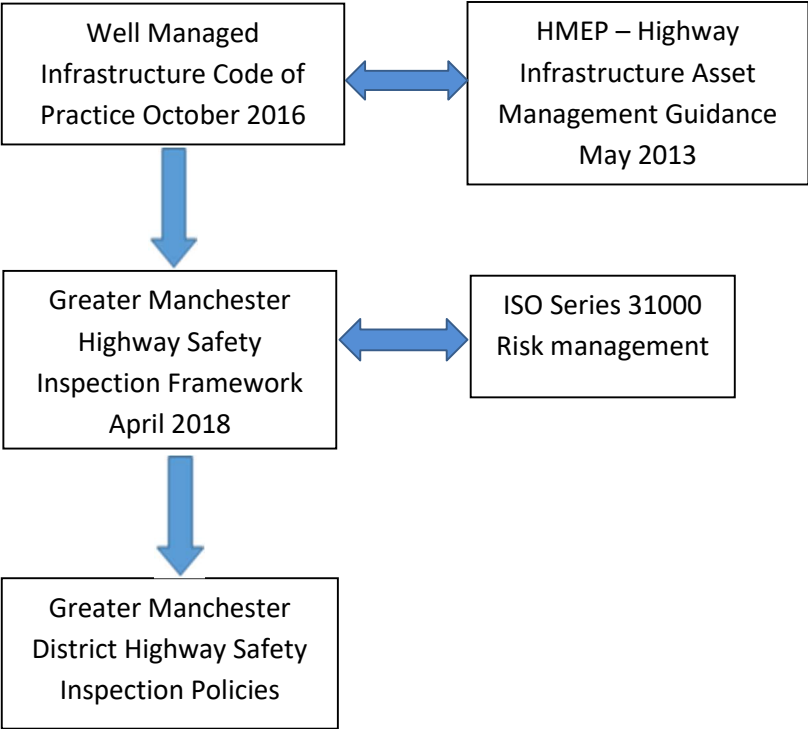 Well Managed
Infrastructure Code of
Practice October 2016
HMEP – Highway
Infrastructure Asset
Management Guidance
May 2013
Greater Manchester
Highway Safety
Inspection Framework
April 2018
ISO Series 31000
Risk management
Greater Manchester
District Highway Safety
Inspection Policies